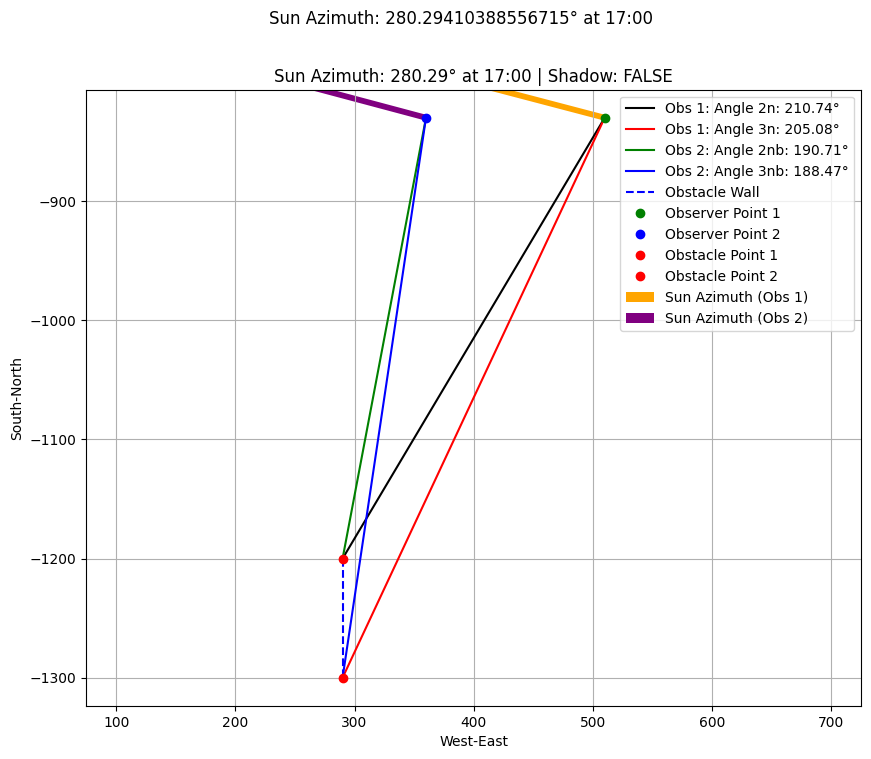 Sun Azimuth: 280.29410388556715° at 17:00
Sun Azimuth: 280.29° at 17:00 | Shadow: FALSE
Obs 1: Angle 2n: 210.74°
Obs 1: Angle 3n: 205.08°
Obs 2: Angle 2nb: 190.71°
Obs 2: Angle 3nb: 188.47°
Obstacle Wall
Observer Point 1
Observer Point 2
Obstacle Point 1
Obstacle Point 2
Sun Azimuth (Obs 1)
Sun Azimuth (Obs 2)
South-North
−900
−1000
−1100
−1200
−1300
100 200 300 400 500 600 700
West-East